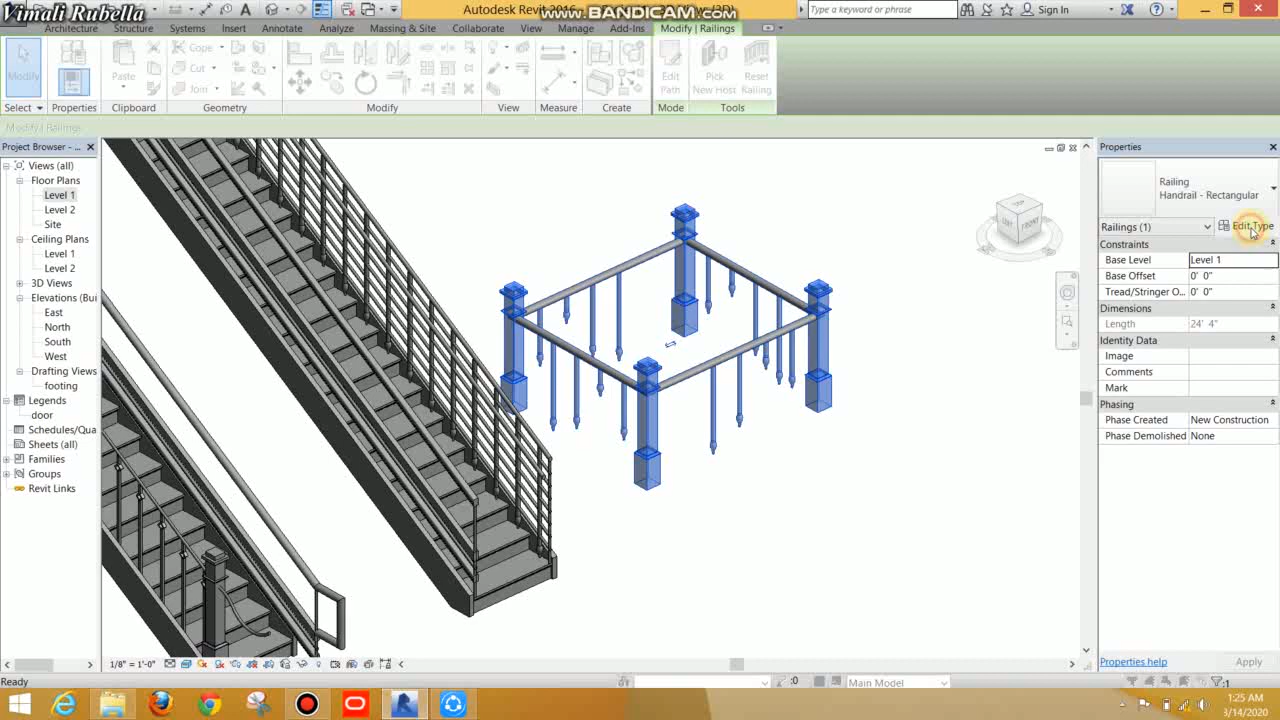 Vimali Rubella
Autodesk Revit 2016
www.BANDICAM.com
Type a keyword or phrase
Sign In
Architecture Structure Systems Insert Annotate Analyze Massing & Site Collaborate View Manage Add-Ins Modify | Railings
Modify
Paste
Cope
Cut
Join
Edit Path
Pick New Host
Reset Railing
Select Properties Clipboard Geometry Modify View Measure Create Mode Tools
Modify | Railings
Project Browser - ...
Views (all)
Floor Plans
Level 1
Level 2
Site
Ceiling Plans
Level 1
Level 2
3D Views
Elevations (Bui
East
North
South
West
Drafting Views
footing
Legends
door
Schedules/Qua
Sheets (all)
Families
Groups
Revit Links
TOP
LEFT
FRONT
Properties
Railing
Handrail - Rectangular
Railings (1)
Edit Type
Constraints
Base Level Level 1
Base Offset 0' 0"
Tread/Stringer O... 0' 0"
Dimensions
Length 24' 4"
Identity Data
Image
Comments
Mark
Phasing
Phase Created New Construction
Phase Demolished None
Properties help
Apply
1/8" = 1'-0"
Ready
:0
Main Model
:1
1:25 AM
3/14/2020